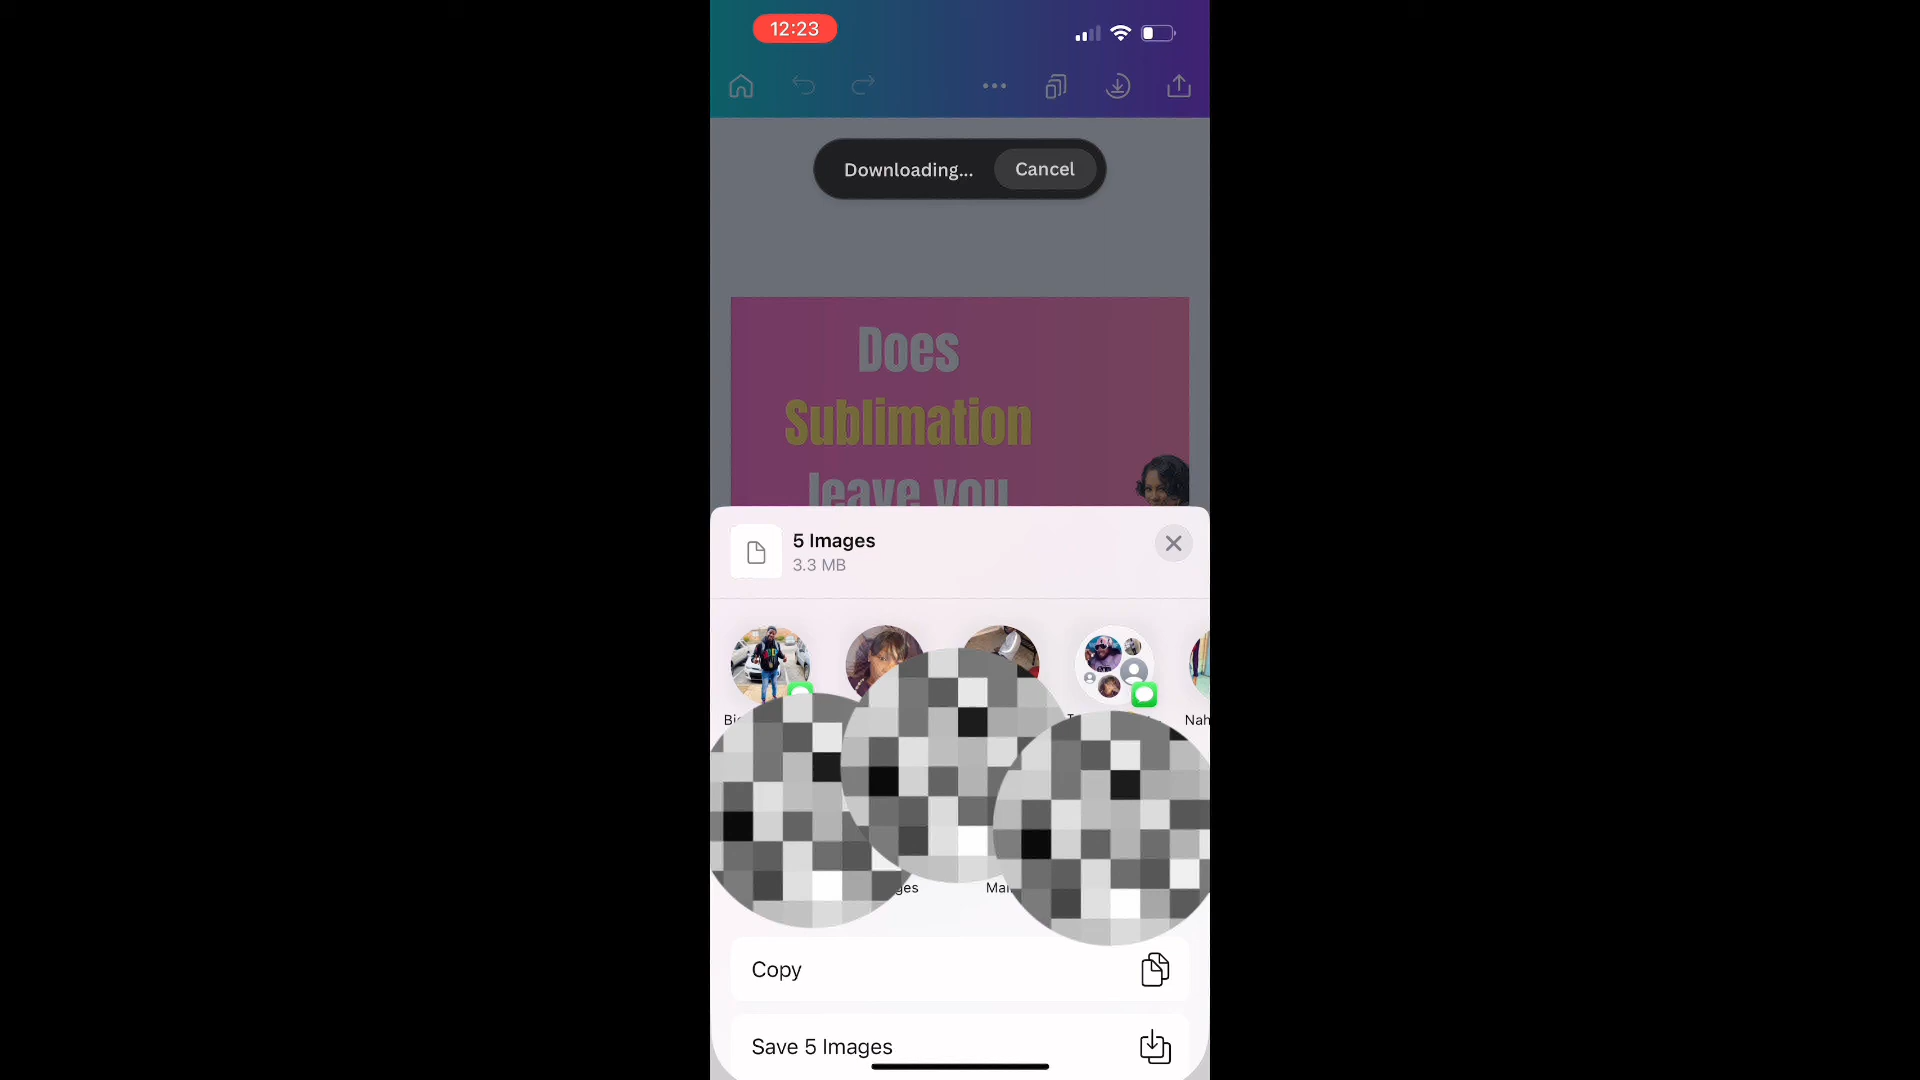 12:23
Downloading... Cancel
Does
Sublimation
leave you
5 Images
3.3 MB
Nah
Copy
Save 5 Images